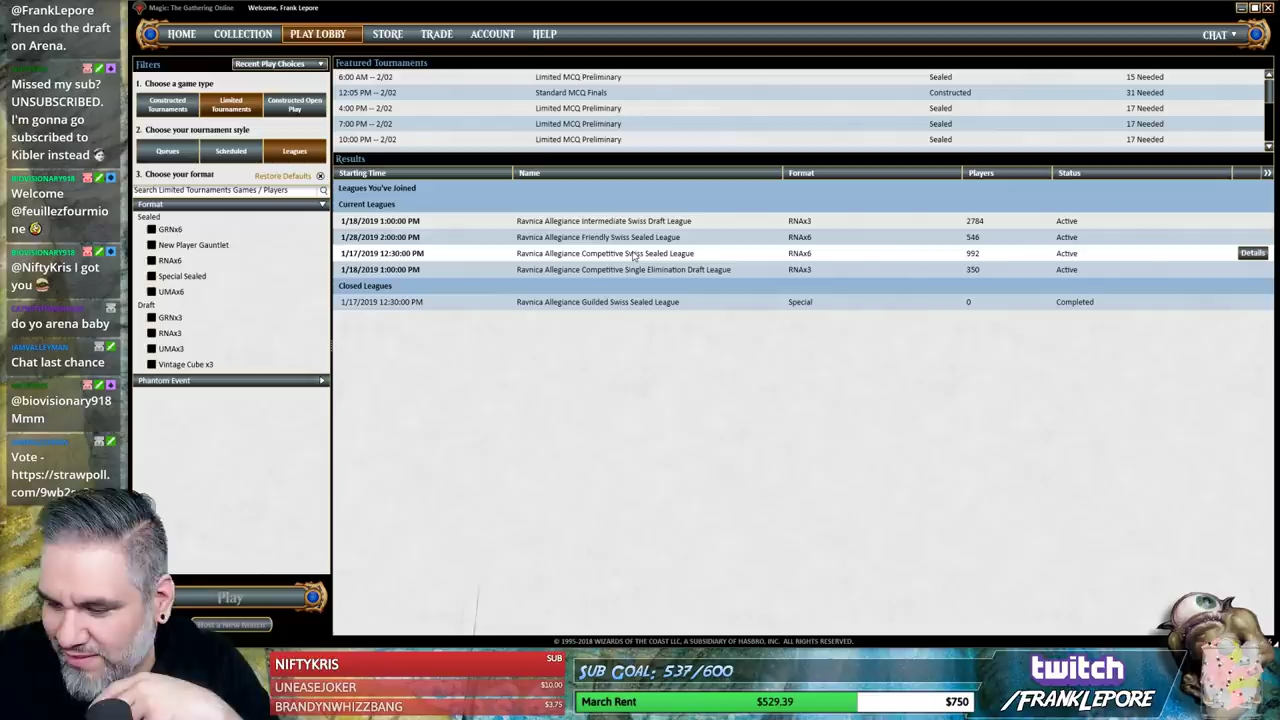 @FrankLepore
Then do the draft
on Arena.
Missed my sub?
UNSUBSCRIBED.
I'm gonna go
subscribed to
Kibler instead
BIOVISIONARY918
Welcome
@feuillezfourmio
ne
BIOVISIONARY918
@NiftyKris I got
you
do yo arena baby
IAMVALLEYMAN
Chat last chance
@biovisionary918
Mmm
Vote -
https://strawpoll.
Magic: The Gathering Online Welcome, Frank Lepore
HOME COLLECTION PLAY LOBBY STORE TRADE ACCOUNT HELP CHAT
Filters Recent Play Choices
1. Choose a game type
Constructed Tournaments Limited Tournaments Constructed Open Play
2. Choose your tournament style
Queues Scheduled Leagues
3. Choose your format Restore Defaults
Search Limited Tournaments Games / Players
Format
Sealed
GRNx6
New Player Gauntlet
RNAx6
Special Sealed
UMAx6
Draft
GRNx3
RNAx3
UMAx3
Vintage Cube x3
Phantom Event
Play
Host a New Match
Featured Tournaments
6:00 AM -- 2/02 Limited MCQ Preliminary Sealed 15 Needed
12:05 PM -- 2/02 Standard MCQ Finals Constructed 31 Needed
4:00 PM -- 2/02 Limited MCQ Preliminary Sealed 17 Needed
7:00 PM -- 2/02 Limited MCQ Preliminary Sealed 17 Needed
10:00 PM -- 2/02 Limited MCQ Preliminary Sealed 17 Needed
Results
Starting Time Name Format Players Status
Leagues You've Joined
Current Leagues
1/18/2019 1:00:00 PM Ravnica Allegiance Intermediate Swiss Draft League RNAx3 2784 Active
1/28/2019 2:00:00 PM Ravnica Allegiance Friendly Swiss Sealed League RNAx6 546 Active
1/17/2019 12:30:00 PM Ravnica Allegiance Competitive Swiss Sealed League RNAx6 992 Active Details
1/18/2019 1:00:00 PM Ravnica Allegiance Competitive Single Elimination Draft League RNAx3 350 Active
Closed Leagues
1/17/2019 12:30:00 PM Ravnica Allegiance Guilded Swiss Sealed League Special 0 Completed
© 1995-2018 WIZARDS OF THE COAST LLC, A SUBSIDIARY OF HASBRO, INC. ALL RIGHTS RESERVED.
NIFTYKRIS SUB
UNEASEJOKER $10.00
BRANDYNWHIZZBANG $3.75
SUB GOAL: 537/600
March Rent $529.39 $750
twitch
/FRANKLEPORE